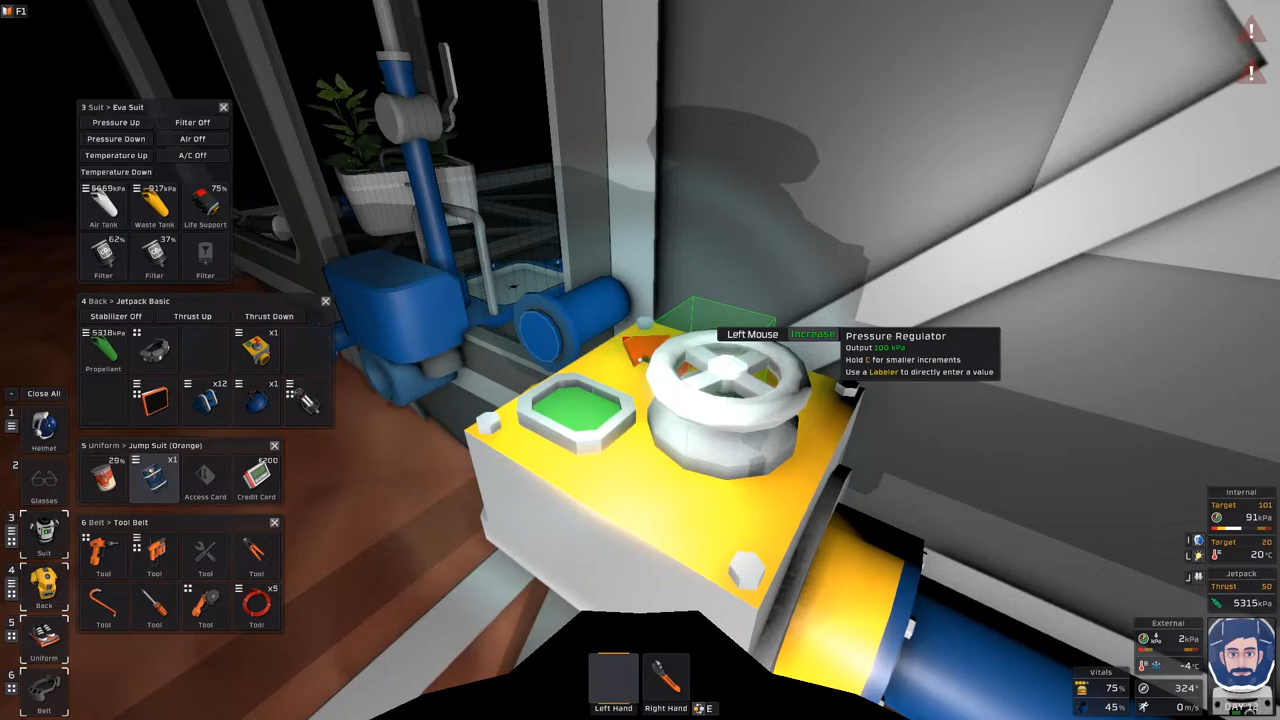 F1
3 Suit > Eva Suit
Pressure Up
Filter Off
Pressure Down
Air Off
Temperature Up
A/C Off
Temperature Down
5669kPa
917kPa
75%
Air Tank
Waste Tank
Life Support
62%
37%
Filter
Filter
Filter
4 Back > Jetpack Basic
Stabilizer Off
Thrust Up
Thrust Down
5318kPa
x1
Propellant
x12
x1
Close All
1
Helmet
2
Glasses
3
Suit
4
Back
5
Uniform
6
Belt
5 Uniform > Jump Suit (Orange)
29%
x1
€200
Access Card
Credit Card
6 Belt > Tool Belt
Tool
Tool
Tool
Tool
x5
Tool
Tool
Tool
Tool
Left Mouse
Increase
Pressure Regulator
Output 100 kPa
Hold C for smaller increments
Use a Labeler to directly enter a value
Left Hand
Right Hand
E
!
!
Internal
Target 101
91kPa
Target 20
20°C
I
L
J
Jetpack
Thrust 50
5315kPa
External
kPa
2kPa
-4°C
324°
0m/s
Vitals
75%
45%
DAY 12